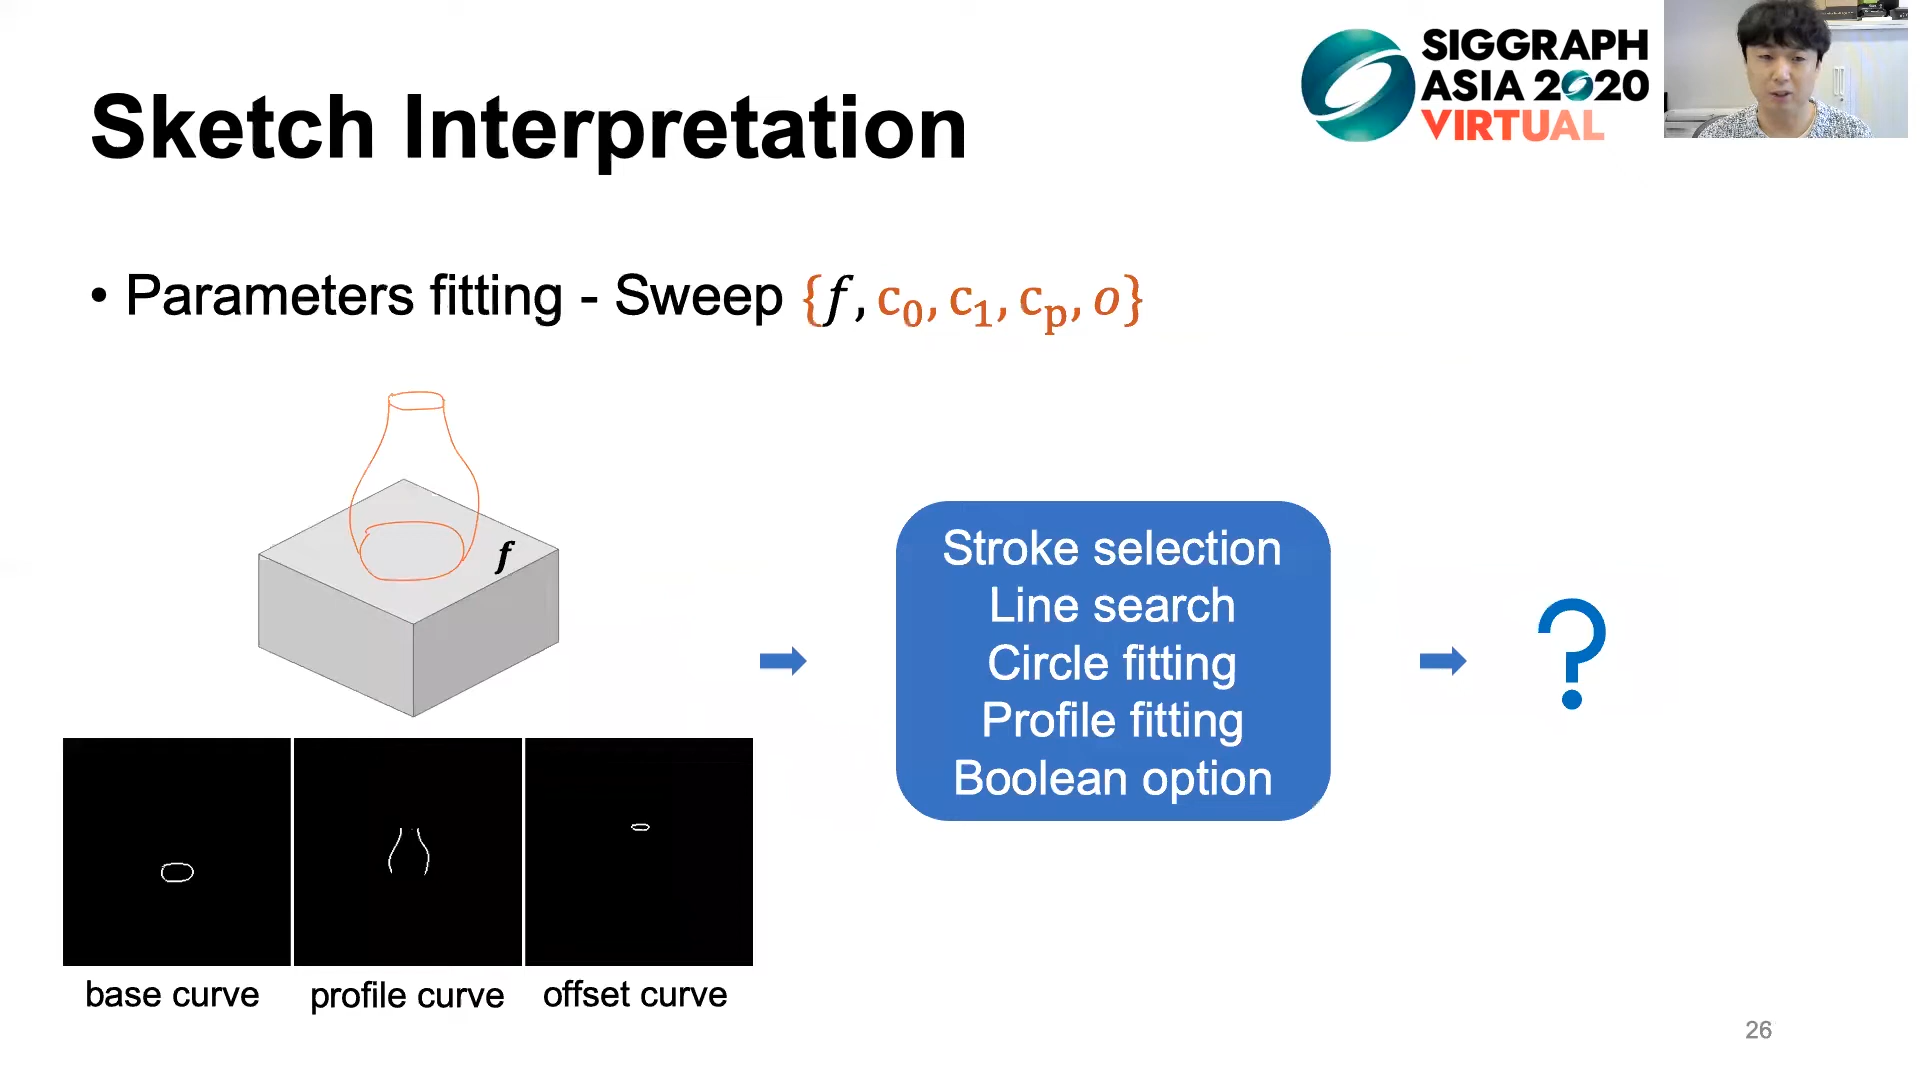 SIGGRAPH
ASIA 2020
VIRTUAL
Sketch Interpretation
• Parameters fitting - Sweep {f, c₀, c₁, cₚ, o}
f
Stroke selection
Line search
Circle fitting
Profile fitting
Boolean option
?
base curve
profile curve
offset curve
26